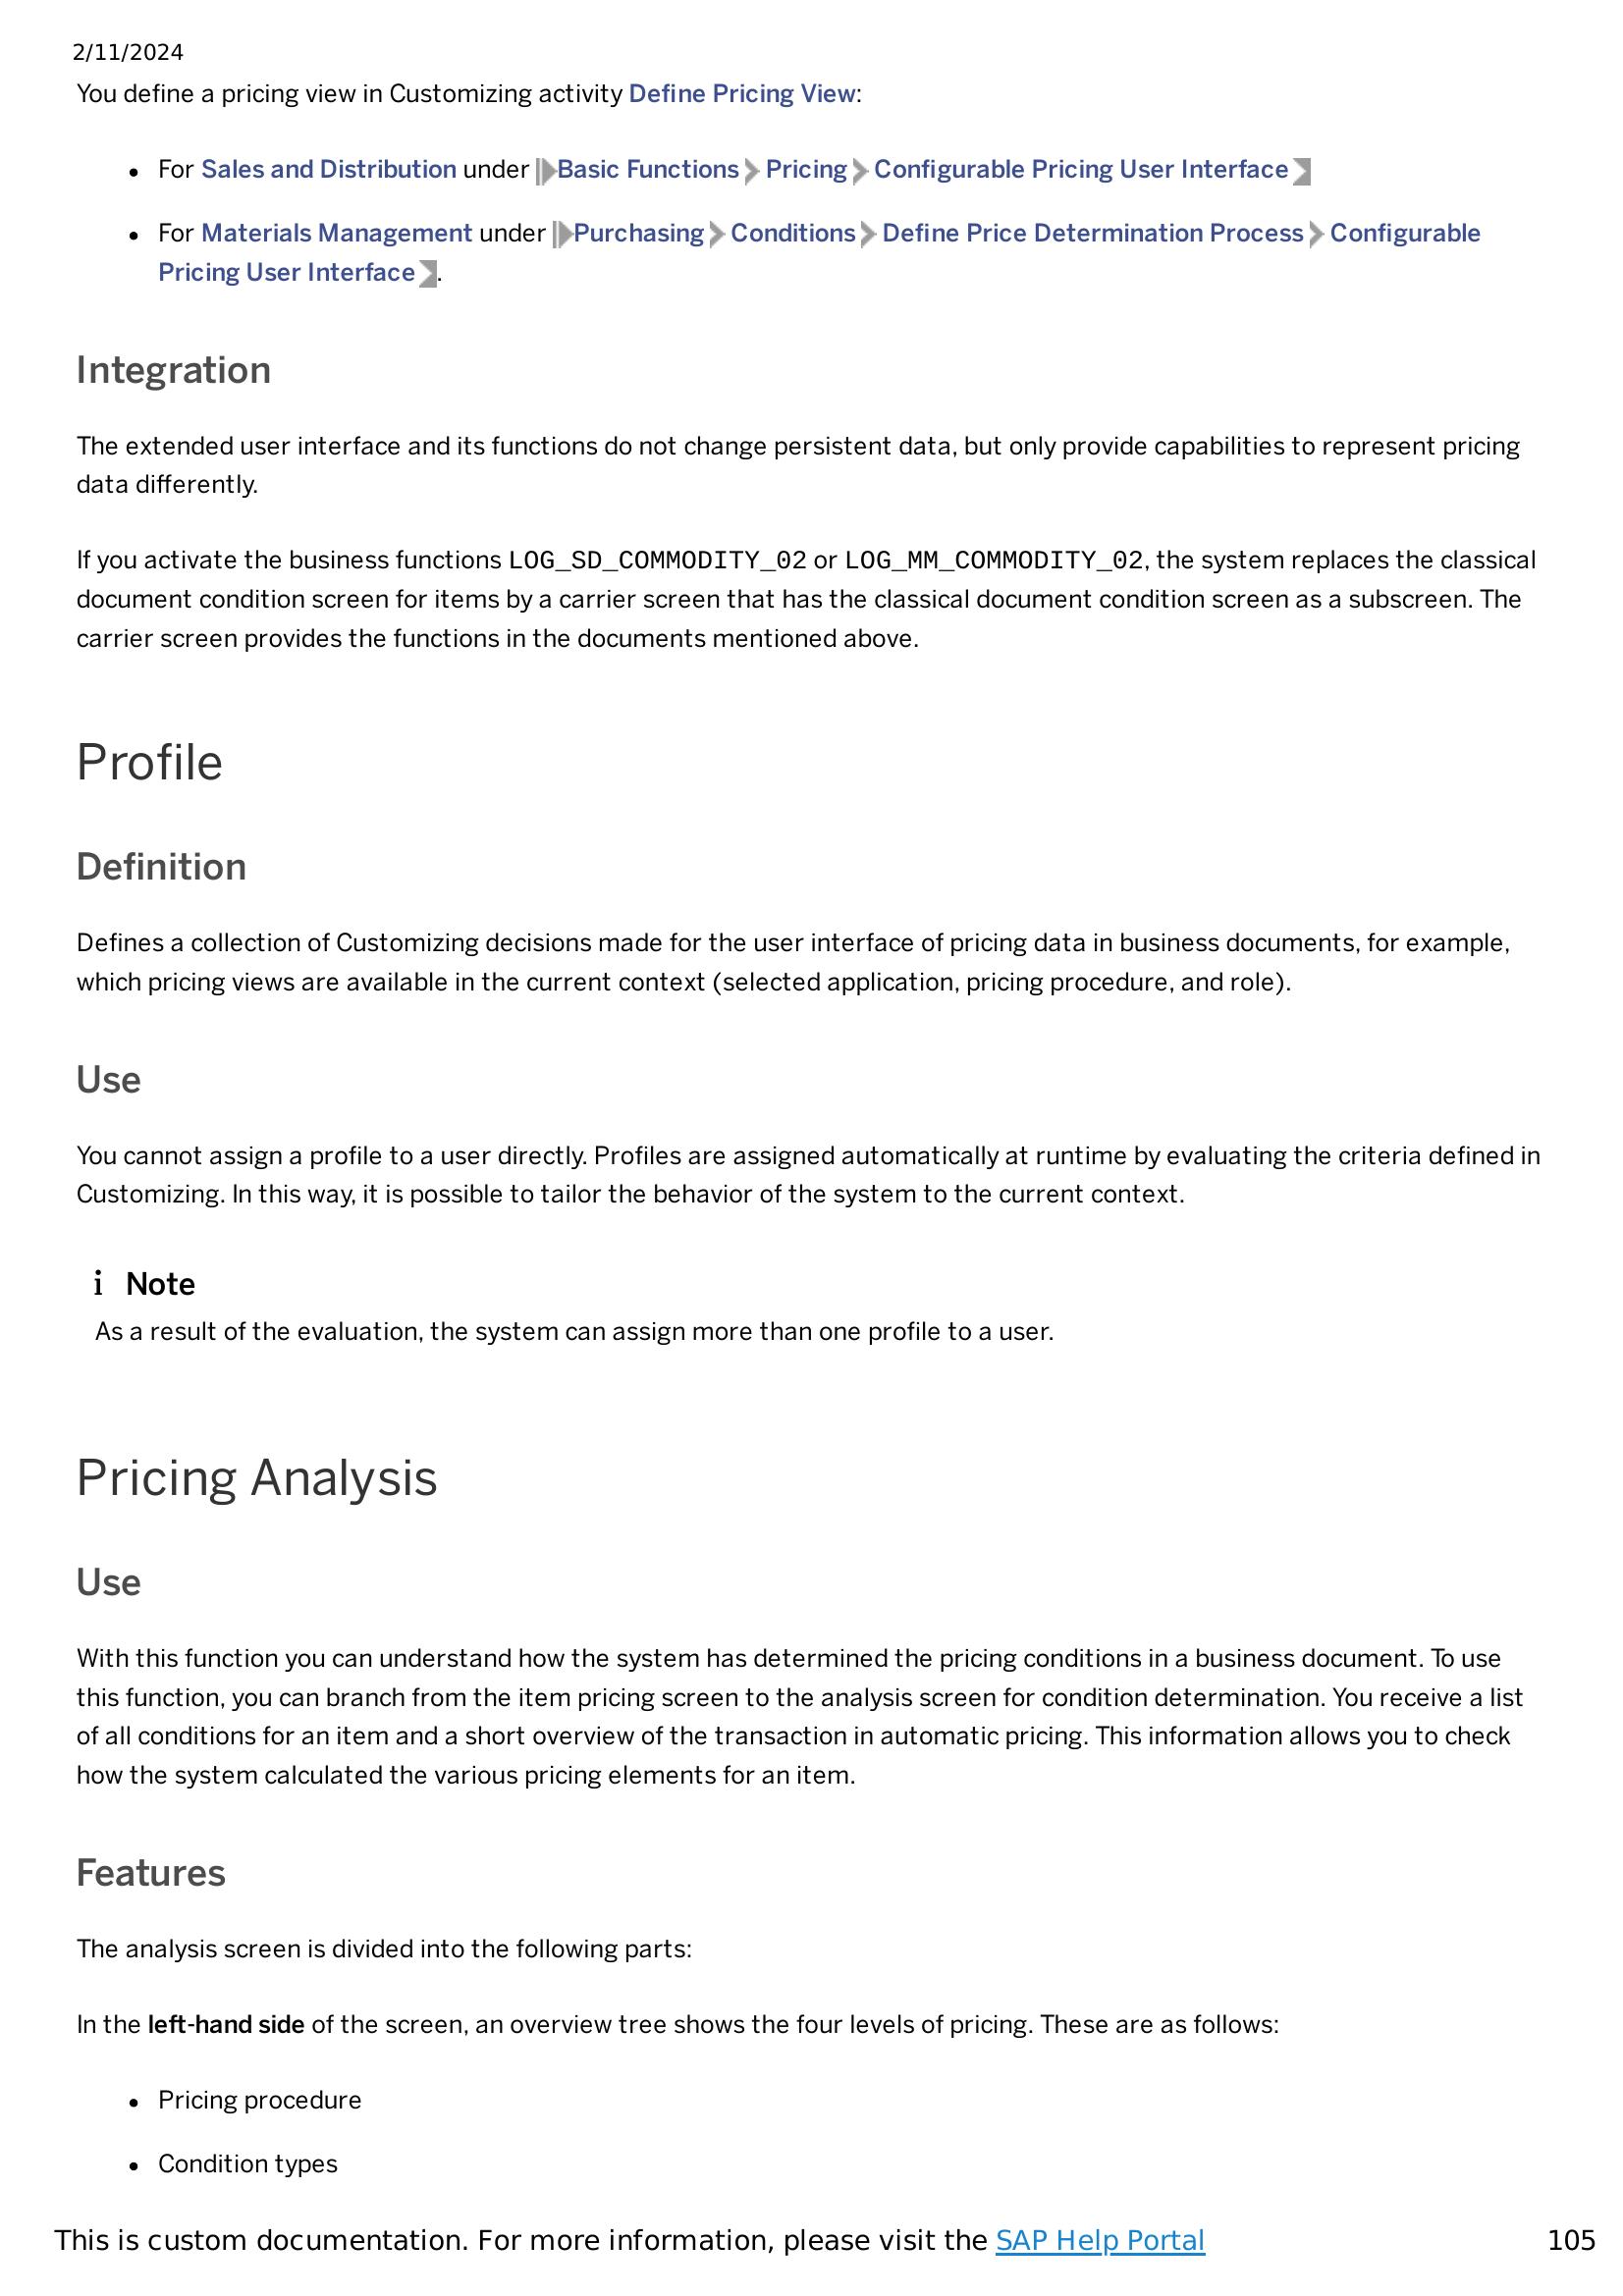 2/11/2024
You define a pricing view in Customizing activity Define Pricing View:
• For Sales and Distribution under Basic Functions Pricing Configurable Pricing User Interface
• For Materials Management under Purchasing Conditions Define Price Determination Process Configurable
Pricing User Interface .
Integration
The extended user interface and its functions do not change persistent data, but only provide capabilities to represent pricing
data differently.
If you activate the business functions LOG_SD_COMMODITY_02 or LOG_MM_COMMODITY_02, the system replaces the classical
document condition screen for items by a carrier screen that has the classical document condition screen as a subscreen. The
carrier screen provides the functions in the documents mentioned above.
Profile
Definition
Defines a collection of Customizing decisions made for the user interface of pricing data in business documents, for example,
which pricing views are available in the current context (selected application, pricing procedure, and role).
Use
You cannot assign a profile to a user directly. Profiles are assigned automatically at runtime by evaluating the criteria defined in
Customizing. In this way, it is possible to tailor the behavior of the system to the current context.
i Note
As a result of the evaluation, the system can assign more than one profile to a user.
Pricing Analysis
Use
With this function you can understand how the system has determined the pricing conditions in a business document. To use
this function, you can branch from the item pricing screen to the analysis screen for condition determination. You receive a list
of all conditions for an item and a short overview of the transaction in automatic pricing. This information allows you to check
how the system calculated the various pricing elements for an item.
Features
The analysis screen is divided into the following parts:
In the left-hand side of the screen, an overview tree shows the four levels of pricing. These are as follows:
• Pricing procedure
• Condition types
This is custom documentation. For more information, please visit the SAP Help Portal 105